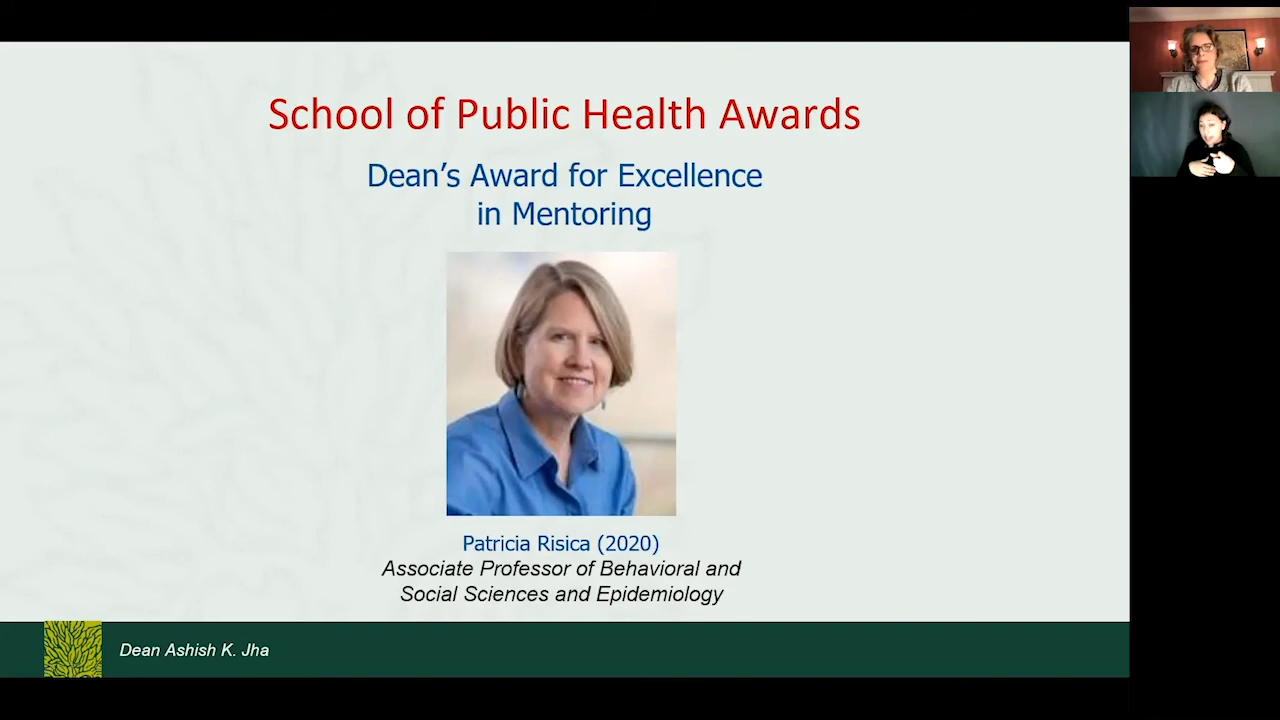 School of Public Health Awards
Dean’s Award for Excellence
in Mentoring
Patricia Risica (2020)
Associate Professor of Behavioral and
Social Sciences and Epidemiology
Dean Ashish K. Jha